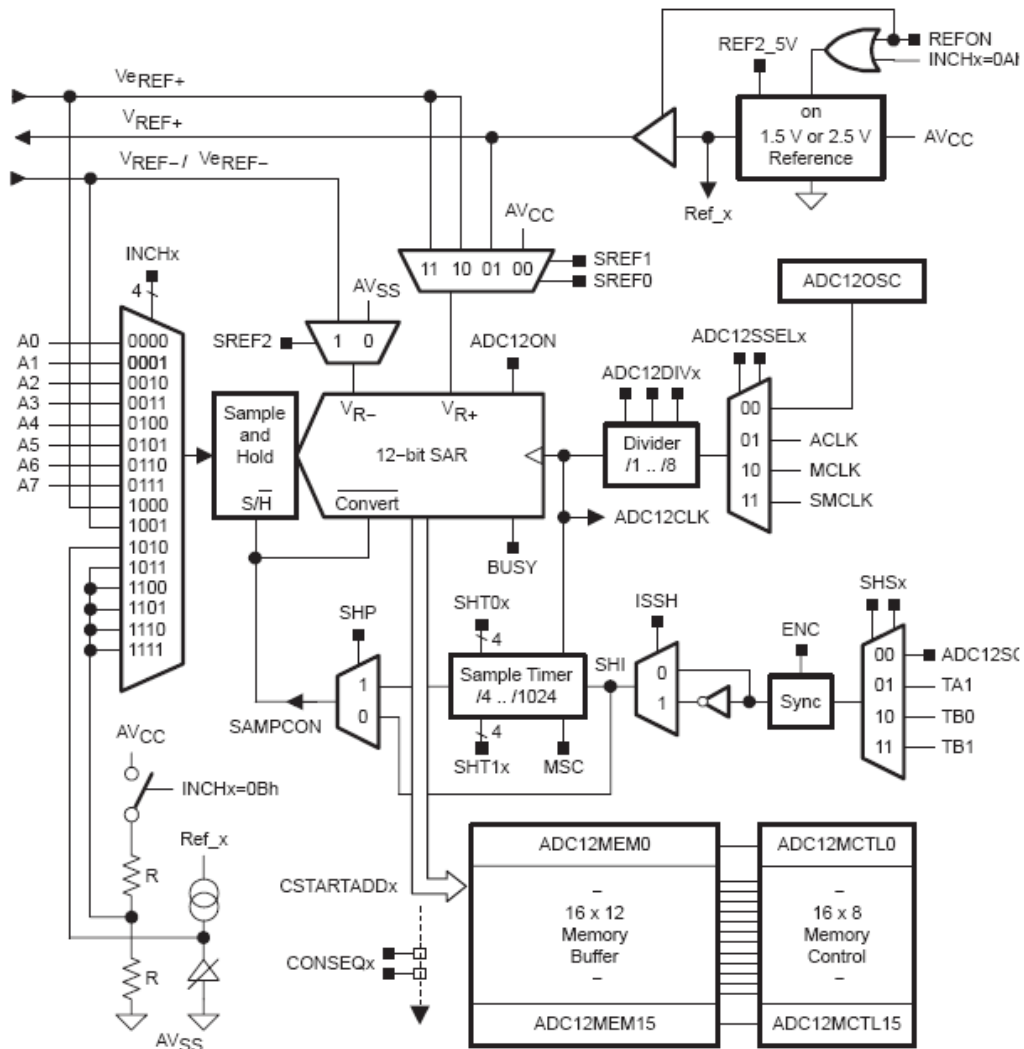 REF2_5V
REFON
INCHx=0Ah
VeREF+
VREF+
VREF−/ VeREF−
on
1.5 V or 2.5 V
Reference
AVCC
Ref_x
AVCC
11 10 01 00
SREF1
SREF0
INCHx
4
AVSS
SREF2
1 0
ADC12ON
ADC12OSC
ADC12SSELx
ADC12DIVx
A0 0000
A1 0001
A2 0010
A3 0011
A4 0100
A5 0101
A6 0110
A7 0111
1000
1001
1010
1011
1100
1101
1110
1111
Sample
and
Hold
S/H
VR−
VR+
12−bit SAR
Convert
Divider
/1 .. /8
00
01 ACLK
10 MCLK
11 SMCLK
ADC12CLK
BUSY
SHP
SHT0x
4
ISSH
ENC
SHSx
1
0
Sample Timer
/4 .. /1024
SHI
0
1
Sync
00 ADC12SC
01 TA1
10 TB0
11 TB1
SAMPCON
4
SHT1x
MSC
AVCC
INCHx=0Bh
Ref_x
R
R
AVSS
CSTARTADDx
CONSEQx
ADC12MEM0
–
16 x 12
Memory
Buffer
–
ADC12MEM15
ADC12MCTL0
–
16 x 8
Memory
Control
–
ADC12MCTL15